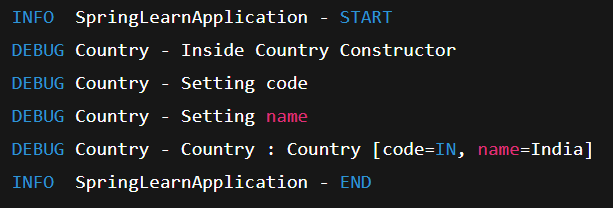 INFO  SpringLearnApplication - START
DEBUG Country - Inside Country Constructor
DEBUG Country - Setting code
DEBUG Country - Setting name
DEBUG Country - Country : Country [code=IN, name=India]
INFO  SpringLearnApplication - END